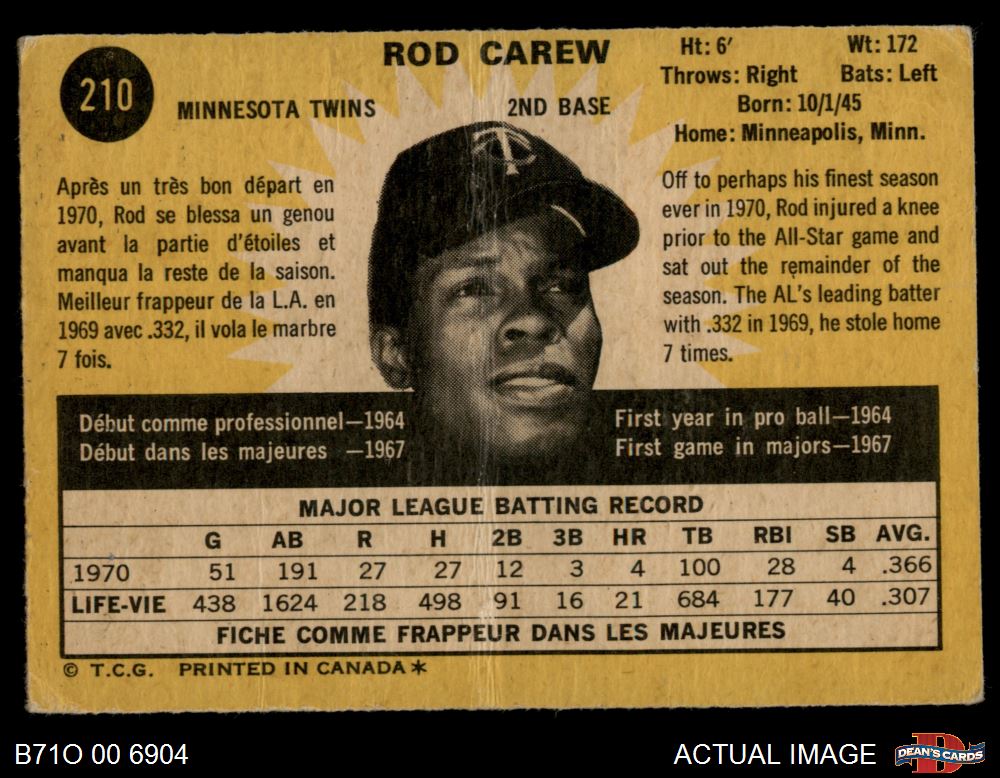 210
ROD CAREW
MINNESOTA TWINS 2ND BASE
Ht: 6′ Wt: 172
Throws: Right Bats: Left
Born: 10/1/45
Home: Minneapolis, Minn.
Après un très bon départ en
1970, Rod se blessa un genou
avant la partie d'étoiles et
manqua la reste de la saison.
Meilleur frappeur de la L.A. en
1969 avec .332, il vola le marbre
7 fois.
TC
Off to perhaps his finest season
ever in 1970, Rod injured a knee
prior to the All-Star game and
sat out the remainder of the
season. The AL's leading batter
with .332 in 1969, he stole home
7 times.
Début comme professionnel—1964
Début dans les majeures —1967
First year in pro ball—1964
First game in majors—1967
MAJOR LEAGUE BATTING RECORD
G AB R H 2B 3B HR TB RBI SB AVG.
1970 51 191 27 27 12 3 4 100 28 4 .366
LIFE-VIE 438 1624 218 498 91 16 21 684 177 40 .307
FICHE COMME FRAPPEUR DANS LES MAJEURES
© T.C.G. PRINTED IN CANADA*
B71O 00 6904
ACTUAL IMAGE
D
DEAN'S CARDS